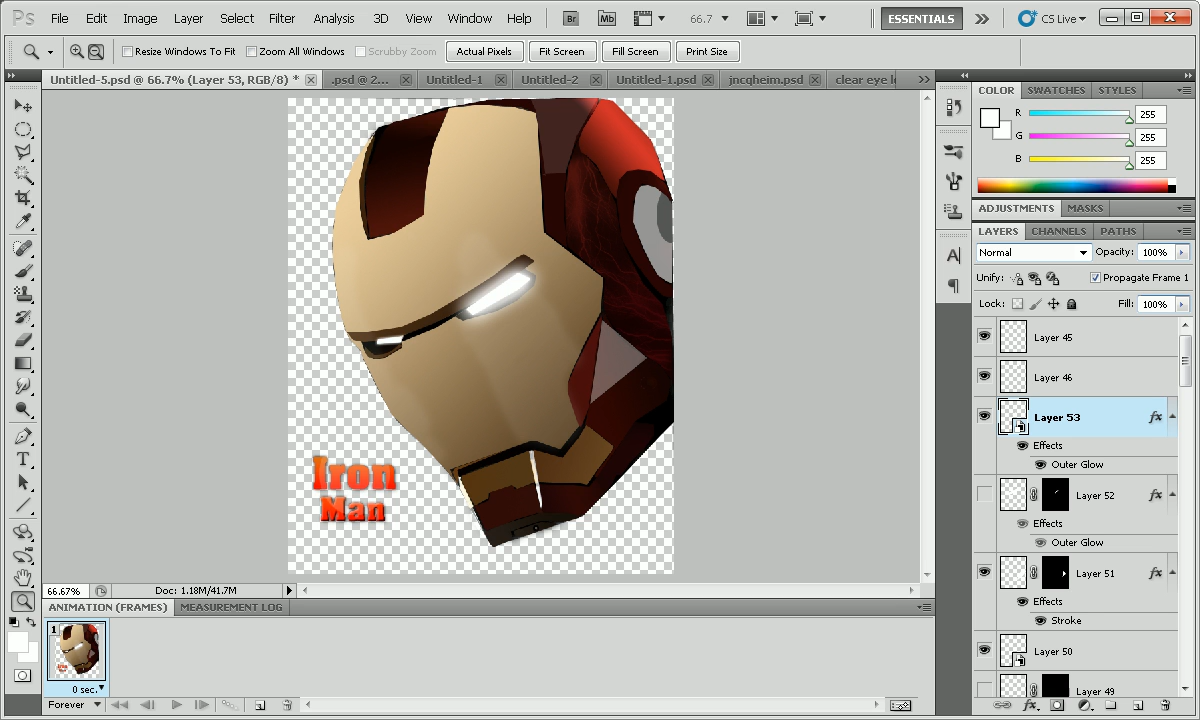 Ps File Edit Image Layer Select Filter Analysis 3D View Window Help Br Mb 66.7 ESSENTIALS CS Live
Resize Windows To Fit Zoom All Windows Scrubby Zoom Actual Pixels Fit Screen Fill Screen Print Size
Untitled-5.psd @ 66.7% (Layer 53, RGB/8) * .psd @ 2... Untitled-1 Untitled-2 Untitled-1.psd jncqheim.psd clear eye
COLOR SWATCHES STYLES
R 255
G 255
B 255
ADJUSTMENTS MASKS
LAYERS CHANNELS PATHS
Normal Opacity: 100%
Unify: Propagate Frame 1
Lock: Fill: 100%
Layer 45
Layer 46
Layer 53 fx
Effects
Outer Glow
Layer 52 fx
Effects
Outer Glow
Layer 51 fx
Effects
Stroke
Layer 50
Layer 49
Iron
Man
66.67% Doc: 1.18M/41.7M
ANIMATION (FRAMES) MEASUREMENT LOG
1
Iron
Man
0 sec.
Forever